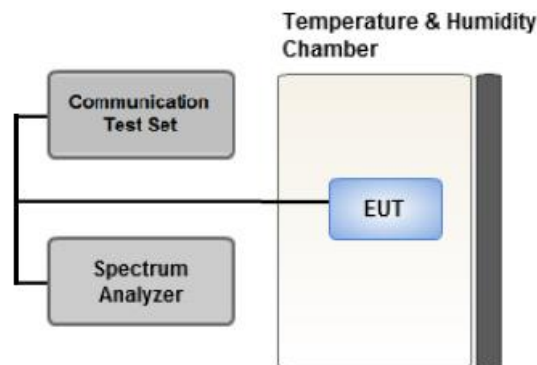 Temperature & Humidity
Chamber
Communication
Test Set
EUT
Spectrum
Analyzer